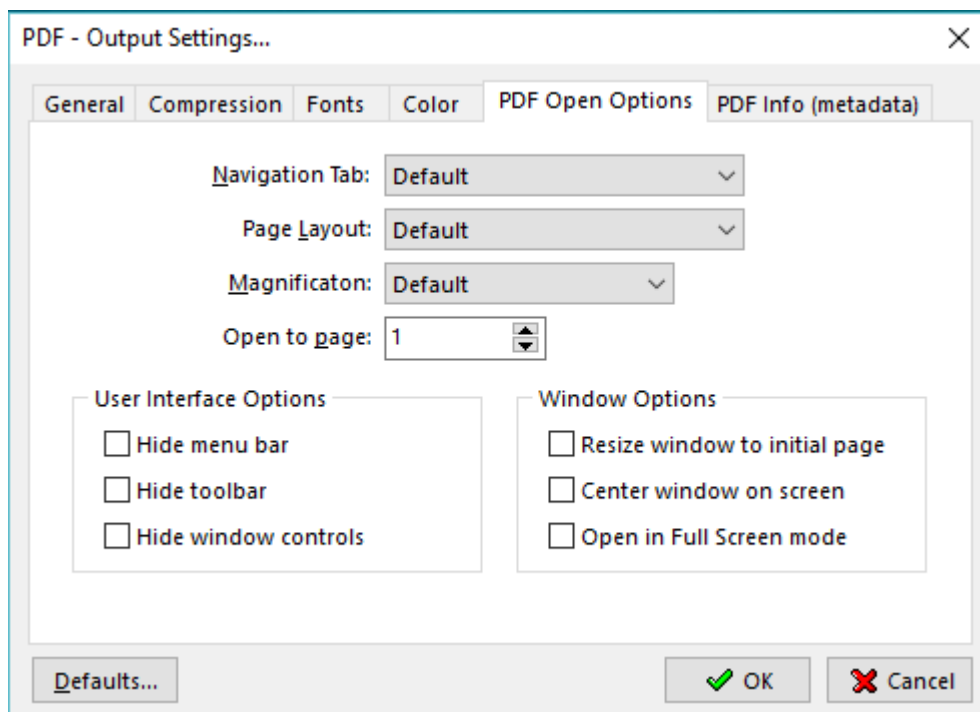 PDF - Output Settings...
General Compression Fonts Color PDF Open Options PDF Info (metadata)
Navigation Tab: Default
Page Layout: Default
Magnificaton: Default
Open to page: 1
User Interface Options
Hide menu bar
Hide toolbar
Hide window controls
Window Options
Resize window to initial page
Center window on screen
Open in Full Screen mode
Defaults... OK Cancel